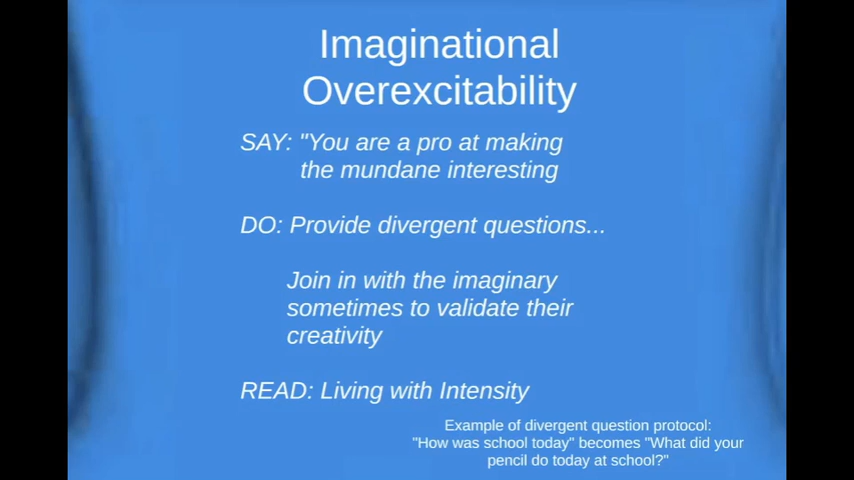 Imaginational
Overexcitability
SAY: "You are a pro at making
the mundane interesting
DO: Provide divergent questions...
Join in with the imaginary
sometimes to validate their
creativity
READ: Living with Intensity
Example of divergent question protocol:
"How was school today" becomes "What did your
pencil do today at school?"